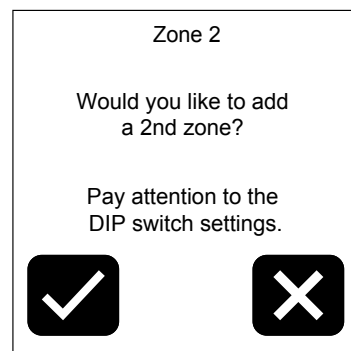 Zone 2
Would you like to add
a 2nd zone?
Pay attention to the
DIP switch settings.